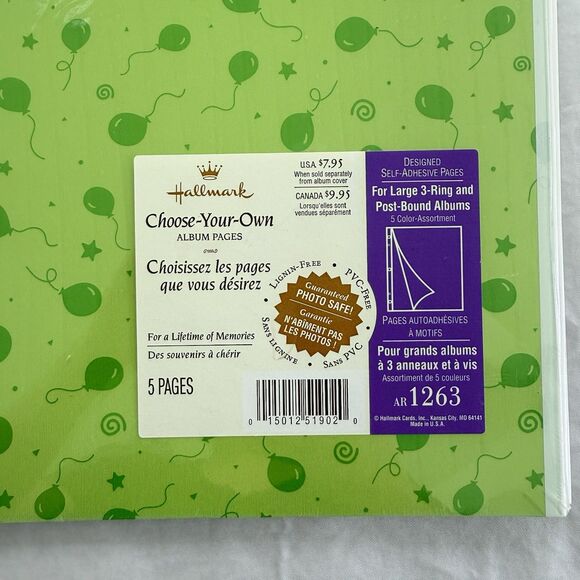 Hallmark
Choose-Your-Own
ALBUM PAGES
Choisissez les pages
que vous désirez
For a Lifetime of Memories
Des souvenirs à chérir
5 PAGES
U.S.A. $7.95
When sold separately
from album cover
CANADA $9.95
Lorsqu'elles sont
vendues séparément
LIGNIN-FREE · PVC-FREE
Guaranteed
PHOTO SAFE!
Garantie
N'ABÎMENT PAS
LES PHOTOS!
SANS LIGNINE · SANS PVC
0 15012 51902 0
DESIGNED
SELF-ADHESIVE PAGES
For Large 3-Ring and
Post-Bound Albums
5 Color-Assortment
PAGES AUTOADHÉSIVES
À MOTIFS
Pour grands albums
à 3 anneaux et à vis
Assortiment de 5 couleurs
AR 1263
© Hallmark Cards, Inc., Kansas City, MO 64141
Made in U.S.A.